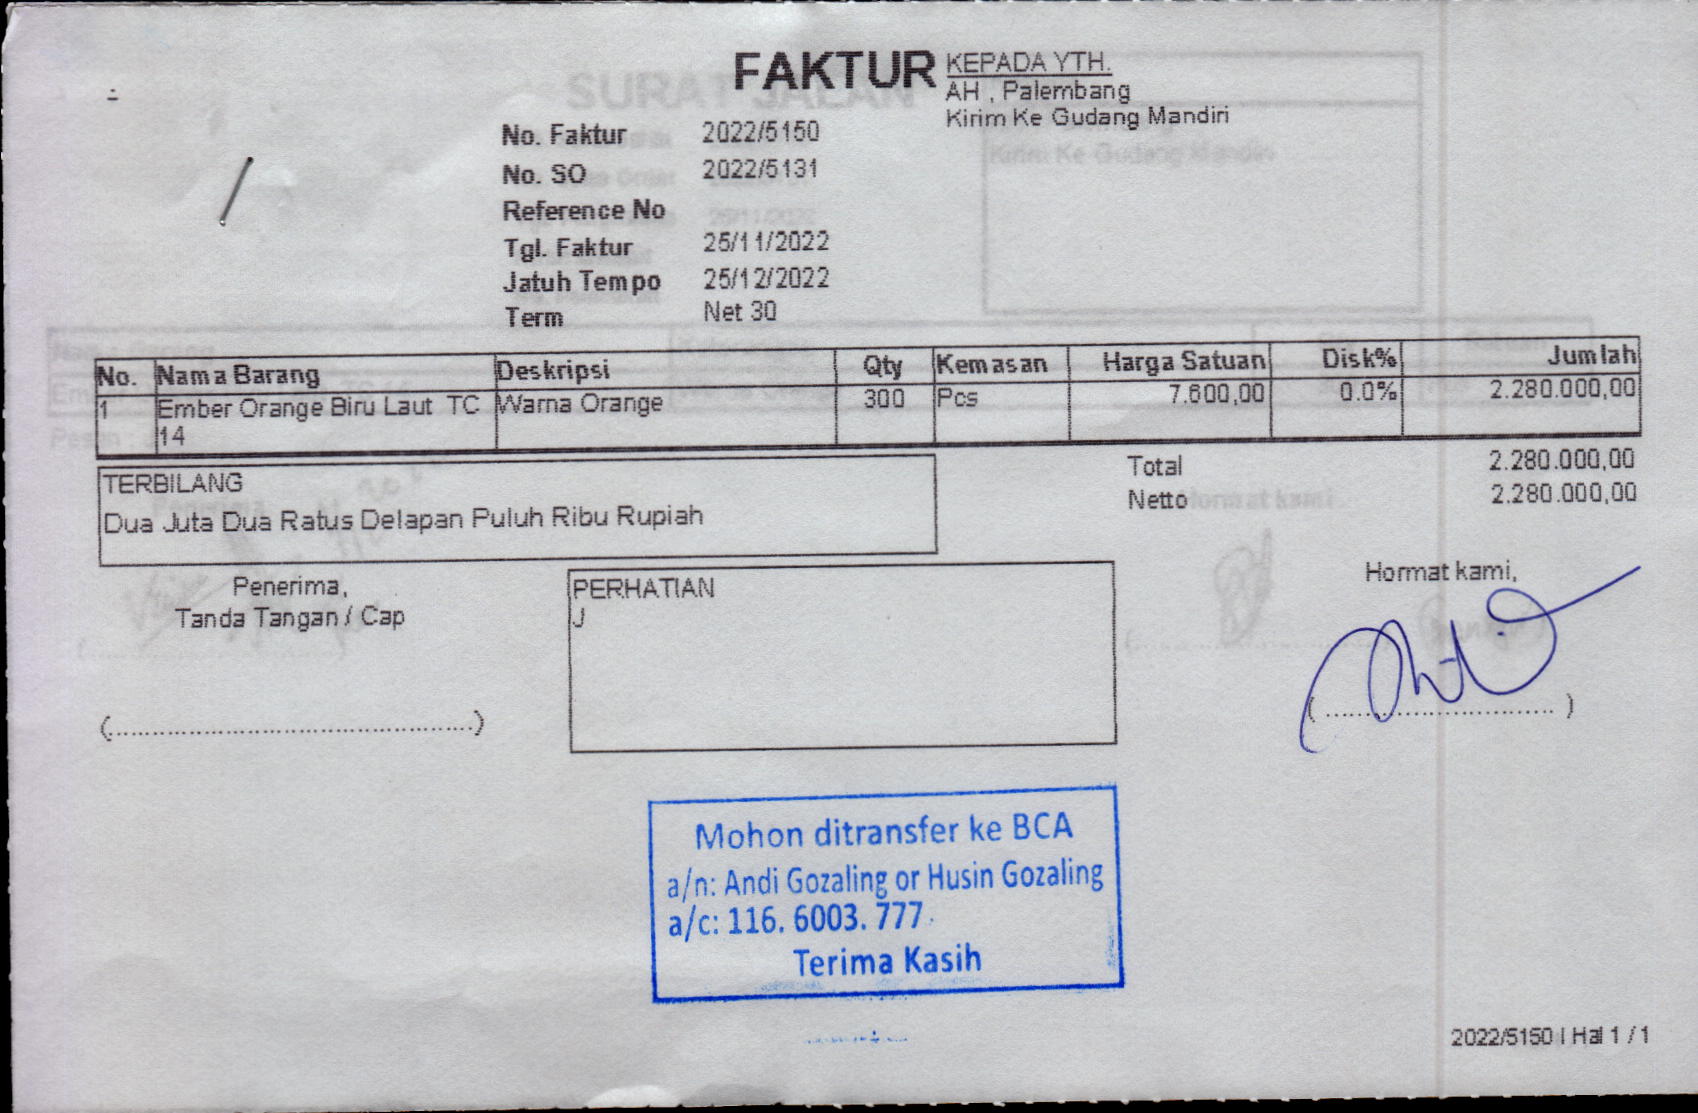 FAKTUR
KEPADA YTH.
AH , Palembang
Kirim Ke Gudang Mandiri
No. Faktur 2022/5150
No. SO 2022/5131
Reference No
Tgl. Faktur 25/11/2022
Jatuh Tempo 25/12/2022
Term Net 30
No. Nama Barang Deskripsi Qty Kemasan Harga Satuan Disk% Jumlah
1 Ember Orange Biru Laut TC Warna Orange 300 Pcs 7.600,00 0.0% 2.280.000,00
14
Total 2.280.000,00
Netto 2.280.000,00
TERBILANG
Dua Juta Dua Ratus Delapan Puluh Ribu Rupiah
Penerima,
Tanda Tangan / Cap
(................................................)
PERHATIAN
J
Hormat kami,
( ................................ )
Mohon ditransfer ke BCA
a/n: Andi Gozaling or Husin Gozaling
a/c: 116. 6003. 777
Terima Kasih
2022/5150 | Hal 1 / 1